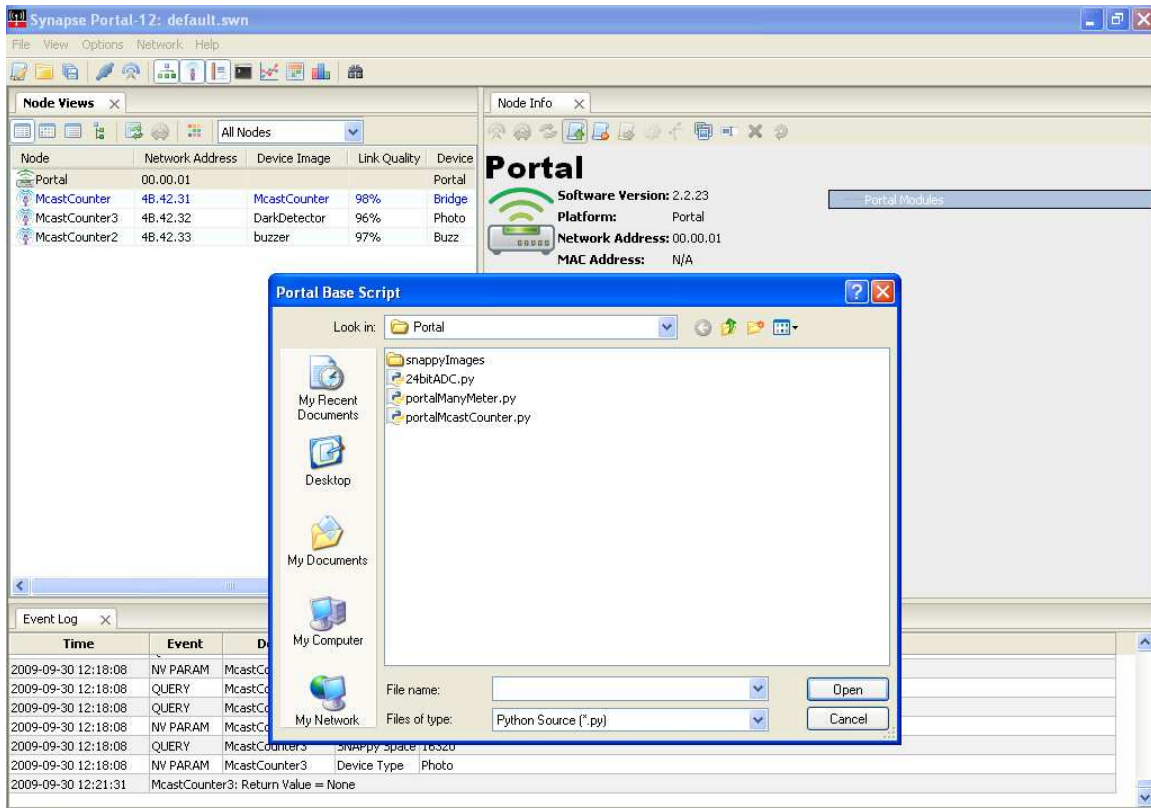 Synapse Portal-12: default.swn
File View Options Network Help
Node Views
All Nodes
Node Network Address Device Image Link Quality Device
Portal 00.00.01 Portal
McastCounter 4B.42.31 McastCounter 98% Bridge
McastCounter3 4B.42.32 DarkDetector 96% Photo
McastCounter2 4B.42.33 buzzer 97% Buzz
Node Info
Portal
Software Version: 2.2.23
Platform: Portal
Network Address: 00.00.01
MAC Address: N/A
Portal Modules
Portal Base Script
Look in: Portal
My Recent Documents
Desktop
My Documents
My Computer
My Network
snappyImages
24bitADC.py
portalManyMeter.py
portalMcastCounter.py
File name:
Open
Files of type: Python Source (*.py)
Cancel
Event Log
Time Event D
2009-09-30 12:18:08 NV PARAM McastCo
2009-09-30 12:18:08 QUERY McastCo
2009-09-30 12:18:08 QUERY McastCo
2009-09-30 12:18:08 NV PARAM McastCo
2009-09-30 12:18:08 QUERY McastCounter3 SNAPpy Space 16320
2009-09-30 12:18:08 NV PARAM McastCounter3 Device Type Photo
2009-09-30 12:21:31 McastCounter3: Return Value = None